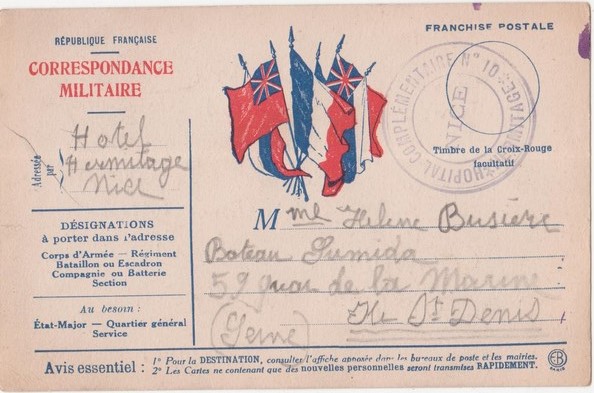 RÉPUBLIQUE FRANÇAISE
CORRESPONDANCE
MILITAIRE
Adressée
par
Hotel
Hermitage
Nice
DÉSIGNATIONS
à porter dans l'adresse
Corps d'Armée — Régiment
Bataillon ou Escadron
Compagnie ou Batterie
Section
Au besoin :
État-Major — Quartier général
Service
FRANCHISE POSTALE
HOPITAL COMPLÉMENTAIRE N° 10
NICE
Timbre de la Croix-Rouge
facultatif
Mme Helene Busière
Bateau Sumida
59 quai de la Marine
Ile St Denis
(Seine)
Avis essentiel :
1° Pour la DESTINATION, consulter l'affiche apposée dans les bureaux de poste et les mairies.
2° Les Cartes ne contenant que des nouvelles personnelles seront transmises RAPIDEMENT.